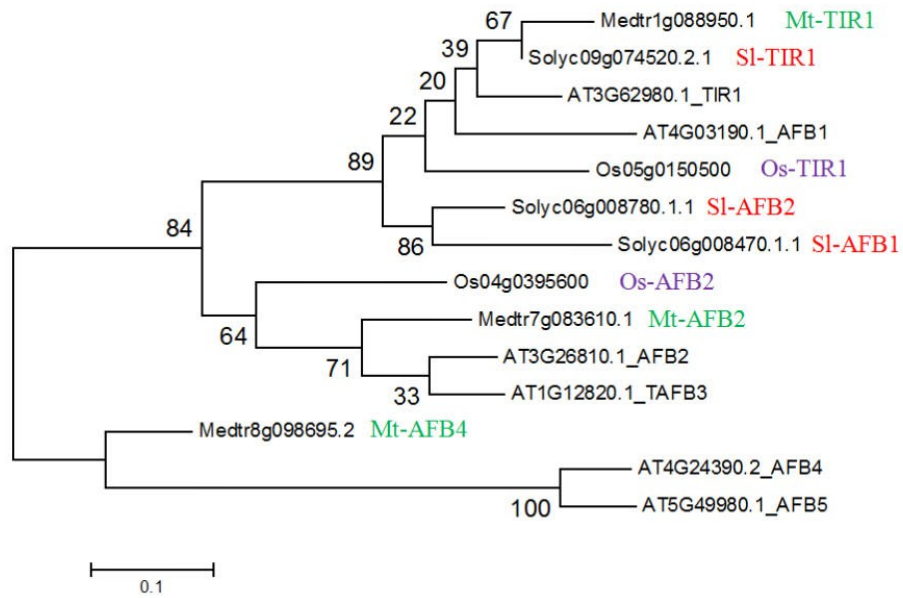 67
Medtr1g088950.1 Mt-TIR1
39
Solyc09g074520.2.1 Sl-TIR1
20
AT3G62980.1_TIR1
22
AT4G03190.1_AFB1
89
Os05g0150500 Os-TIR1
84
Solyc06g008780.1.1 Sl-AFB2
86
Solyc06g008470.1.1 Sl-AFB1
Os04g0395600 Os-AFB2
64
Medtr7g083610.1 Mt-AFB2
71
AT3G26810.1_AFB2
33
AT1G12820.1_TAFB3
Medtr8g098695.2 Mt-AFB4
AT4G24390.2_AFB4
100
AT5G49980.1_AFB5
0.1